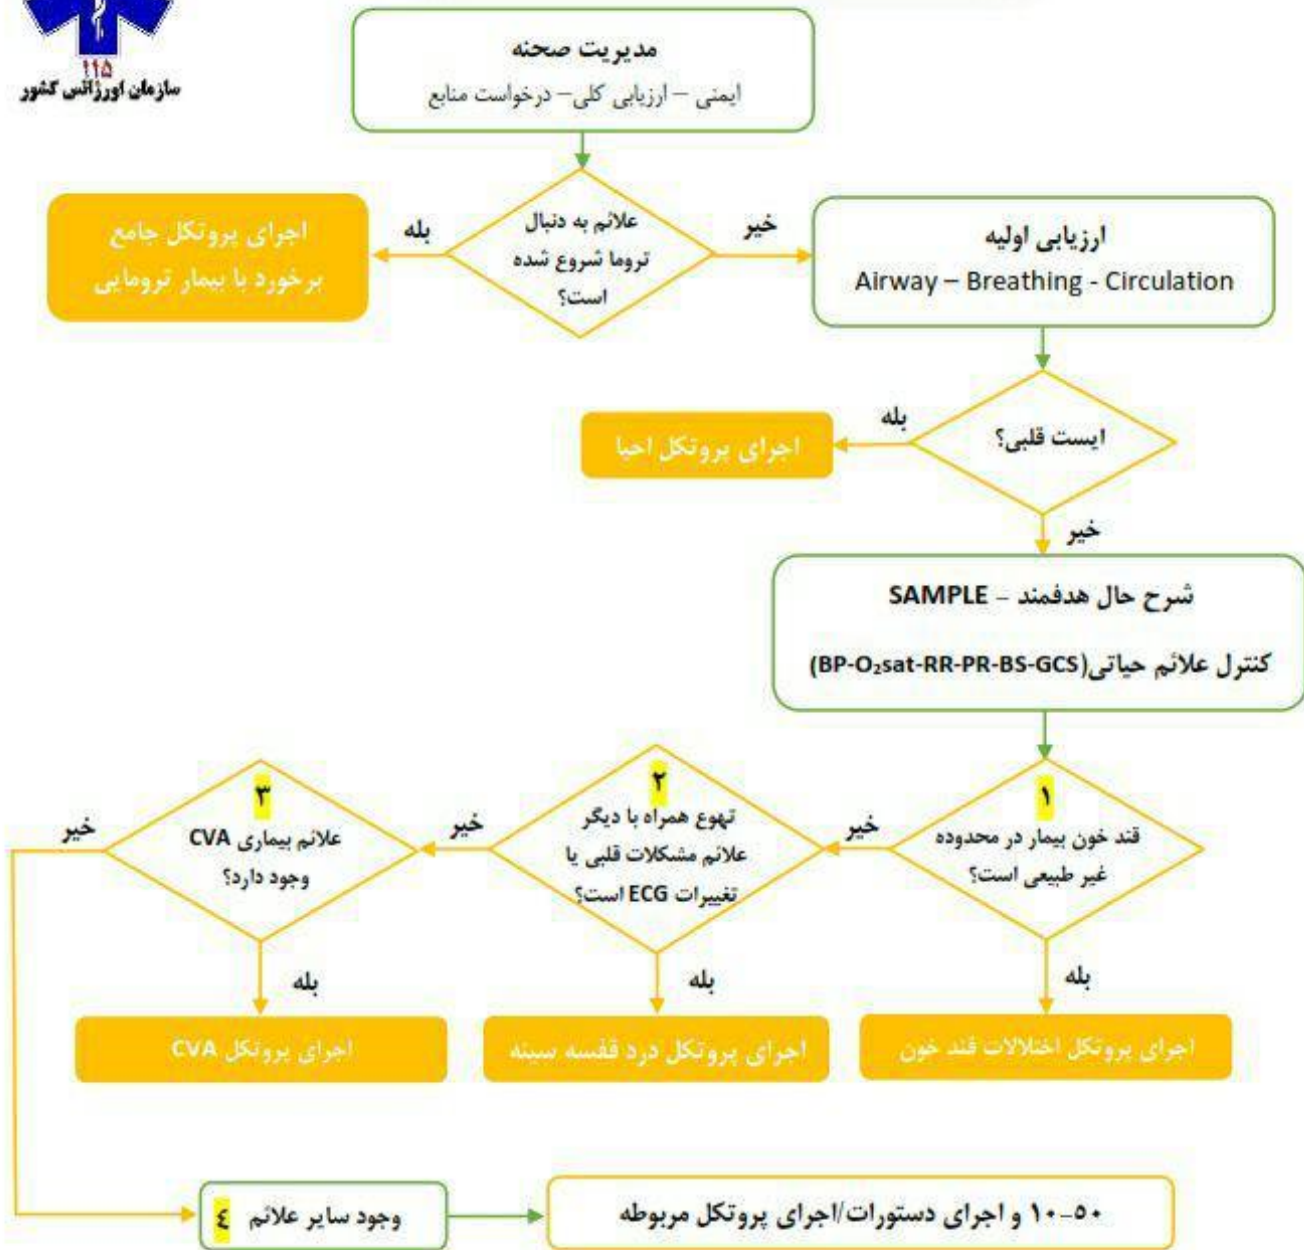 ۱۱۵
سازمان اورژانس کشور
مدیریت صحنه
ایمنی – ارزیابی کلی– درخواست منابع
علائم به دنبال
تروما شروع شده
است؟
بله
اجرای پروتکل جامع
برخورد با بیمار ترومایی
خیر
ارزیابی اولیه
Airway – Breathing - Circulation
ایست قلبی؟
بله
اجرای پروتکل احیا
خیر
شرح حال هدفمند – SAMPLE
کنترل علائم حیاتی(BP-O₂sat-RR-PR-BS-GCS)
۱
قند خون بیمار در محدوده
غیر طبیعی است؟
بله
اجرای پروتکل اختلالات قند خون
خیر
۲
تهوع همراه با دیگر
علائم مشکلات قلبی یا
تغییرات ECG است؟
بله
اجرای پروتکل درد قفسه سینه
خیر
۳
علائم بیماری CVA
وجود دارد؟
بله
اجرای پروتکل CVA
خیر
وجود سایر علائم ٤
۵۰-۱۰ و اجرای دستورات/اجرای پروتکل مربوطه